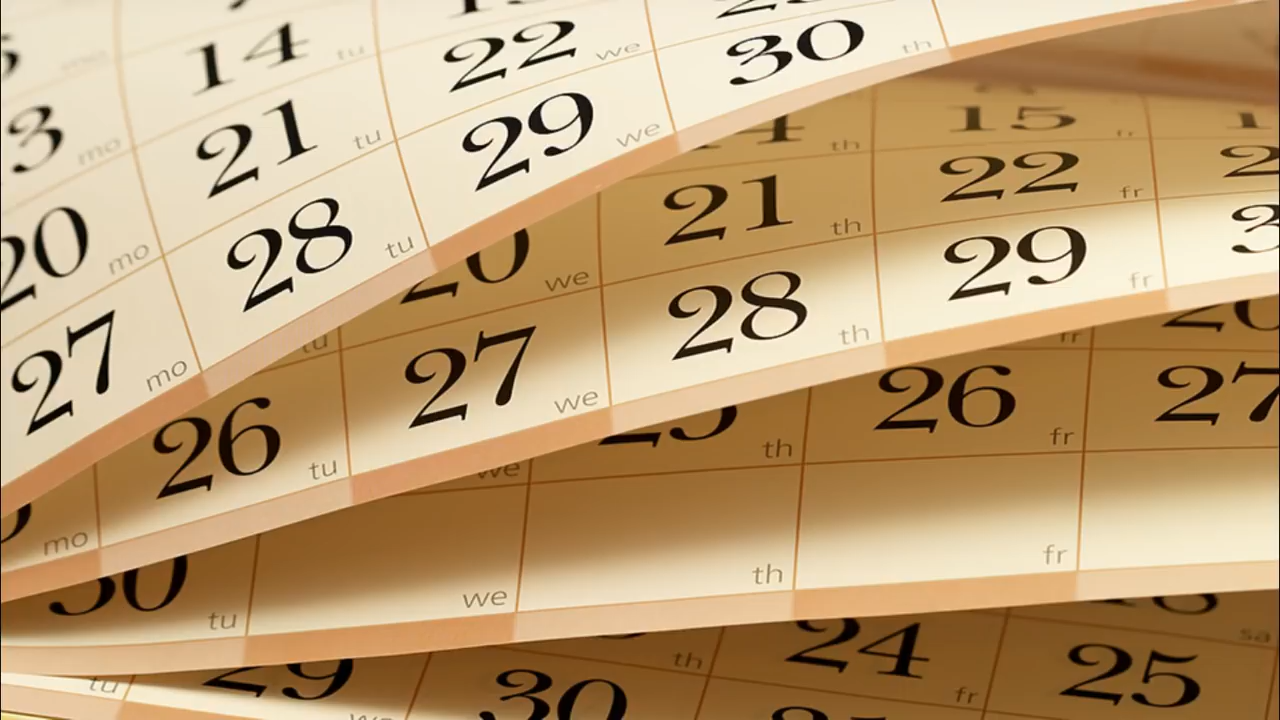 14 tu 22 we 30 th
mo 21 tu 29 we
20 mo 28 tu
27 mo
th 15
21 th 22 fr
20 we 28 th 29 fr
tu 27 we
26 tu
mo
fr
th 26 fr 27
we
30 tu we th fr
th 24 fr 25 sa
tu 29 we 30